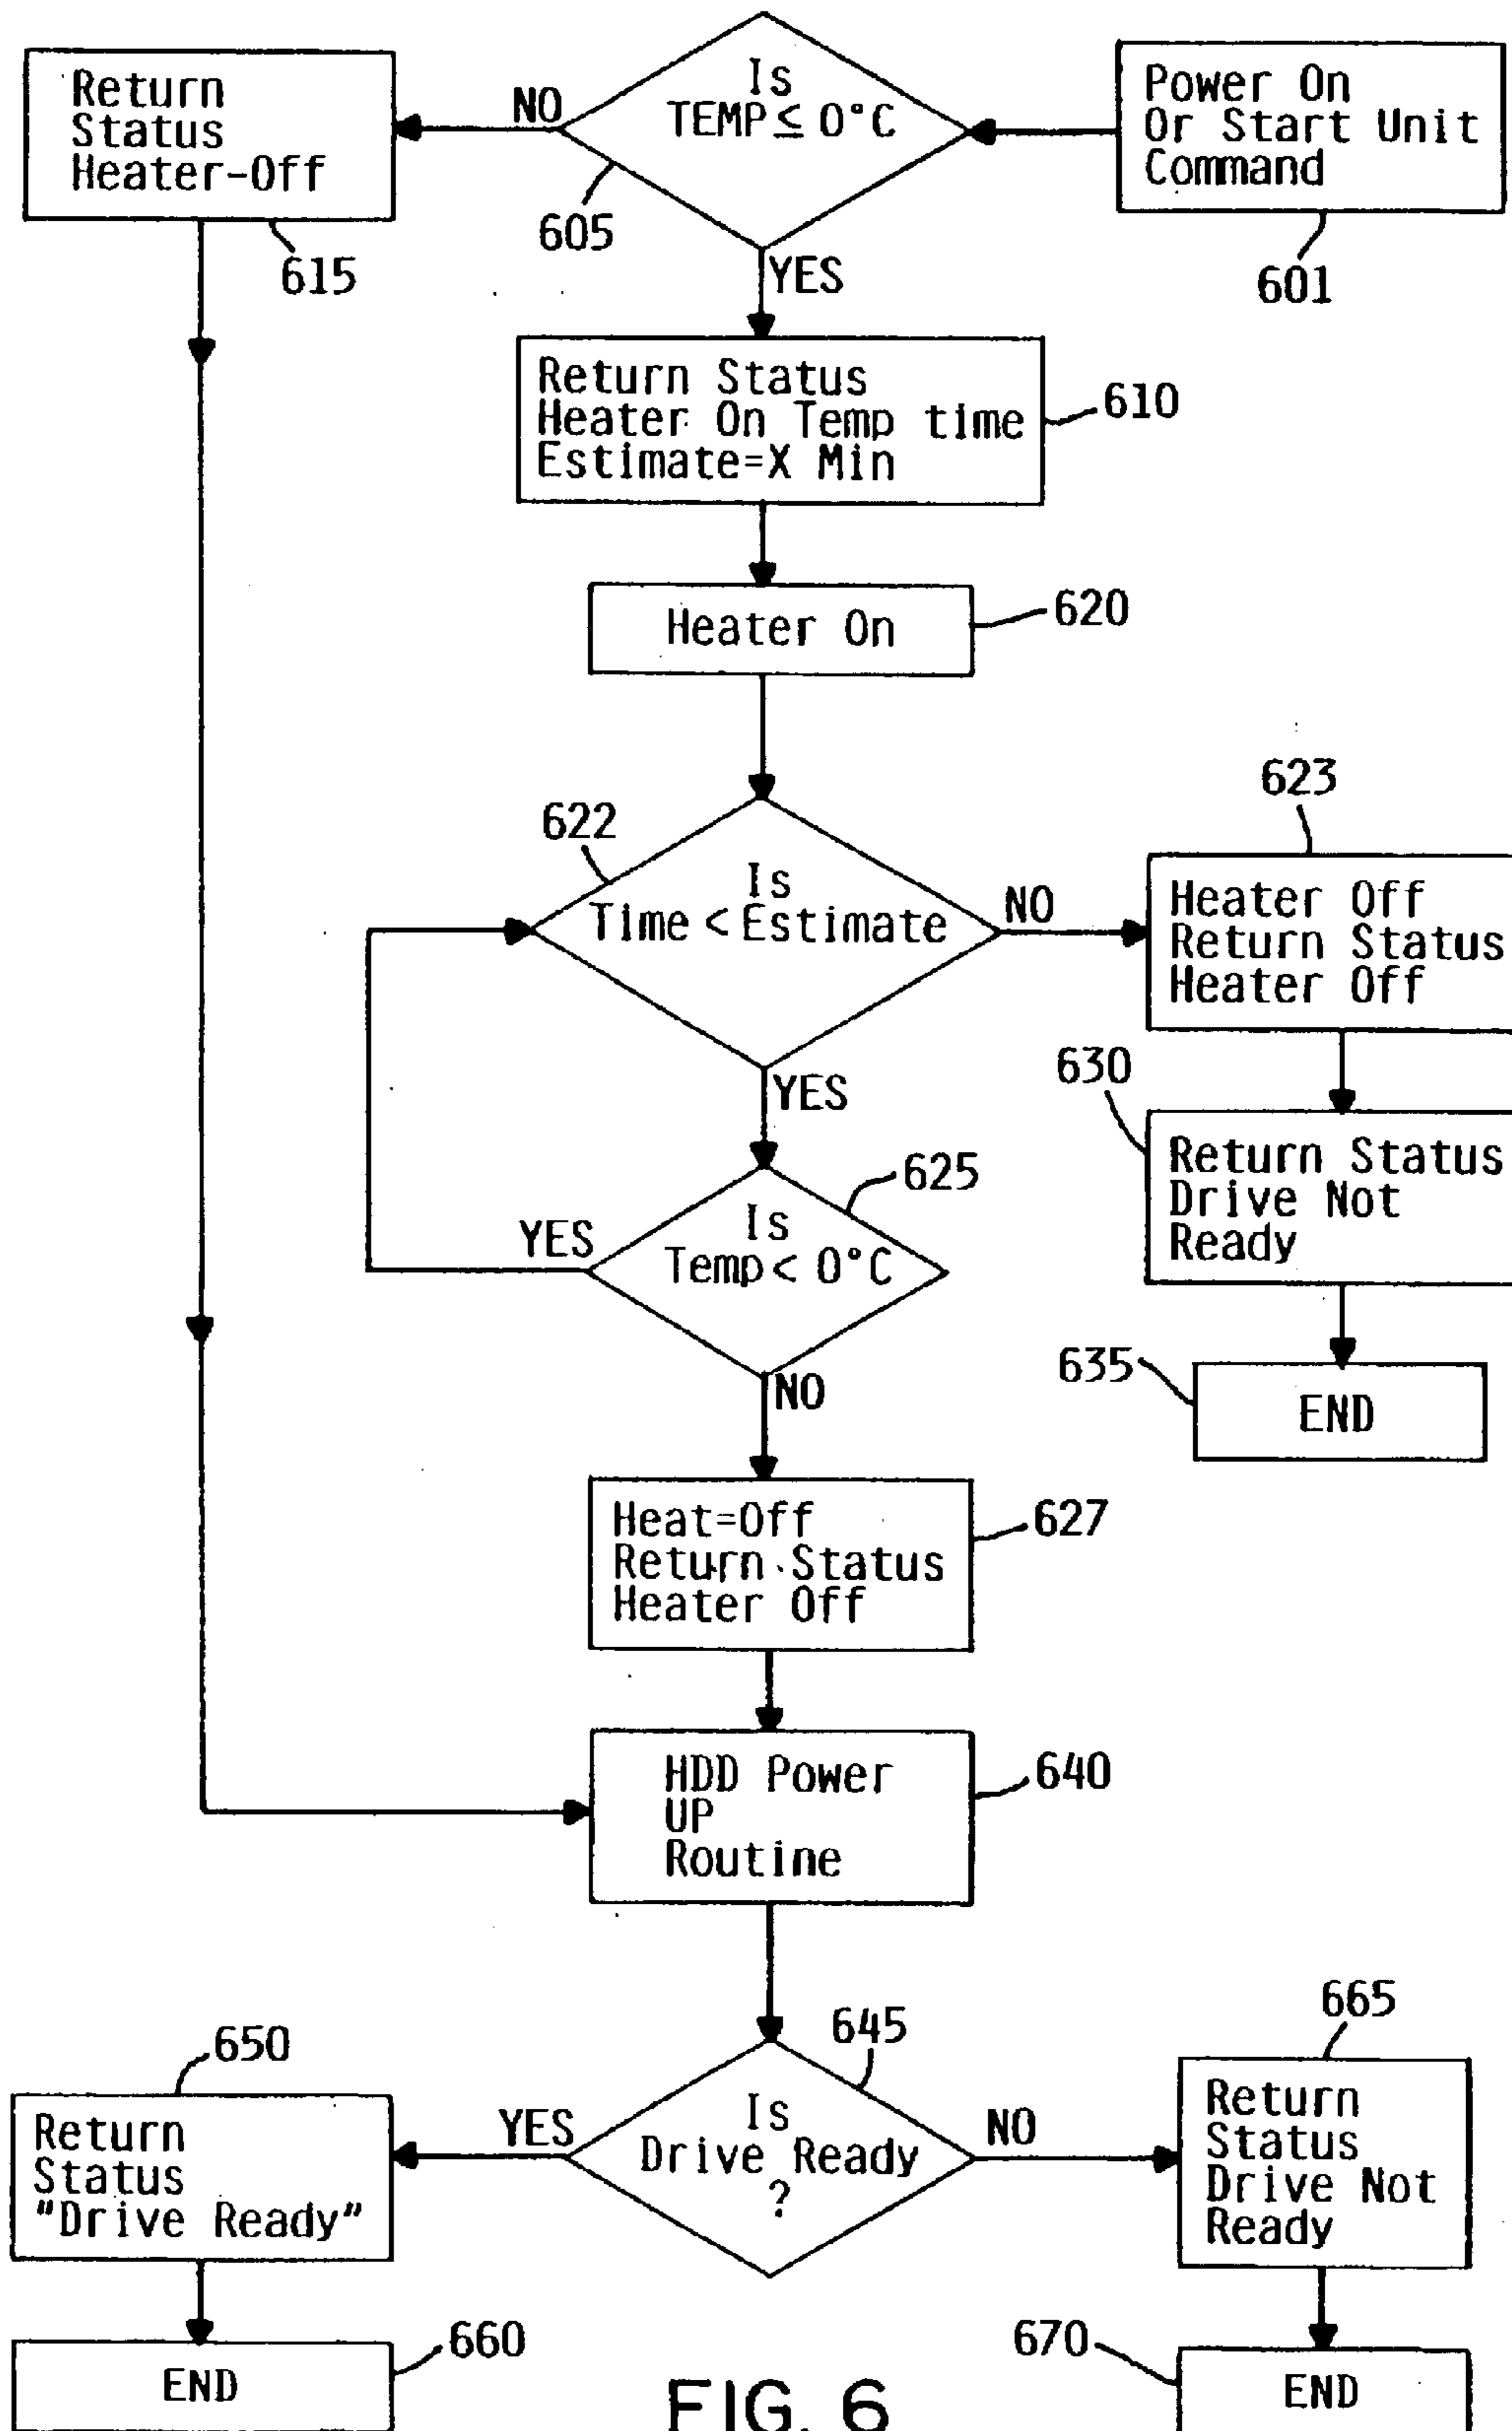 Return
Status
Heater-Off
615
NO
Is
TEMP ≤ 0°C
605
YES
Power On
Or Start Unit
Command
601
Return Status
Heater On Temp time
Estimate=X Min
610
Heater On
620
622
Is
Time < Estimate
NO
YES
623
Heater Off
Return Status
Heater Off
630
Return Status
Drive Not
Ready
635
END
625
Is
Temp < 0°C
YES
NO
Heat=Off
Return Status
Heater Off
627
HDD Power
UP
Routine
640
645
Is
Drive Ready
?
YES
NO
650
Return
Status
"Drive Ready"
END
660
665
Return
Status
Drive Not
Ready
670
END
FIG. 6